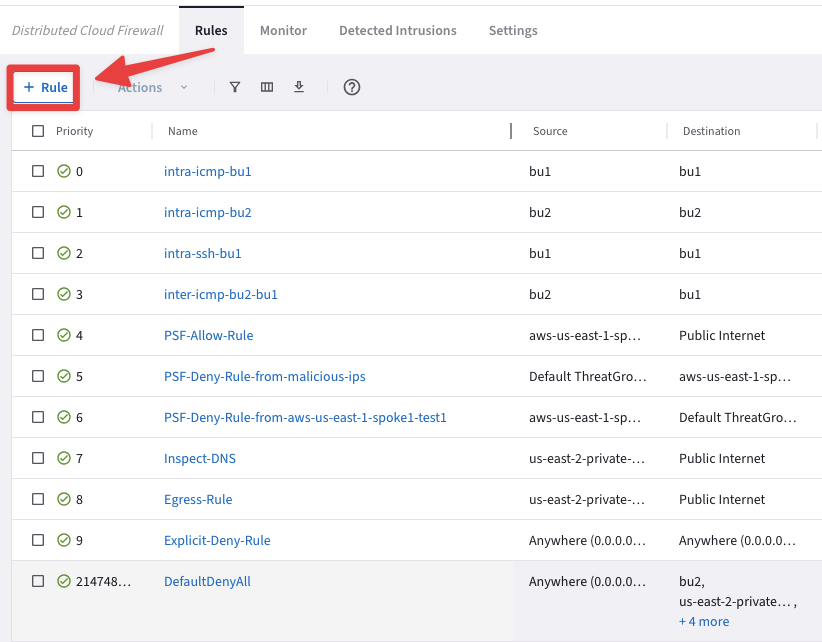 Distributed Cloud Firewall Rules Monitor Detected Intrusions Settings
+ Rule Actions
Priority Name Source Destination
0 intra-icmp-bu1 bu1 bu1
1 intra-icmp-bu2 bu2 bu2
2 intra-ssh-bu1 bu1 bu1
3 inter-icmp-bu2-bu1 bu2 bu1
4 PSF-Allow-Rule aws-us-east-1-sp… Public Internet
5 PSF-Deny-Rule-from-malicious-ips Default ThreatGro… aws-us-east-1-sp…
6 PSF-Deny-Rule-from-aws-us-east-1-spoke1-test1 aws-us-east-1-sp… Default ThreatGro…
7 Inspect-DNS us-east-2-private-… Public Internet
8 Egress-Rule us-east-2-private-… Public Internet
9 Explicit-Deny-Rule Anywhere (0.0.0.0… Anywhere (0.0.0.0…
214748… DefaultDenyAll Anywhere (0.0.0.0… bu2,
us-east-2-private… ,
+ 4 more